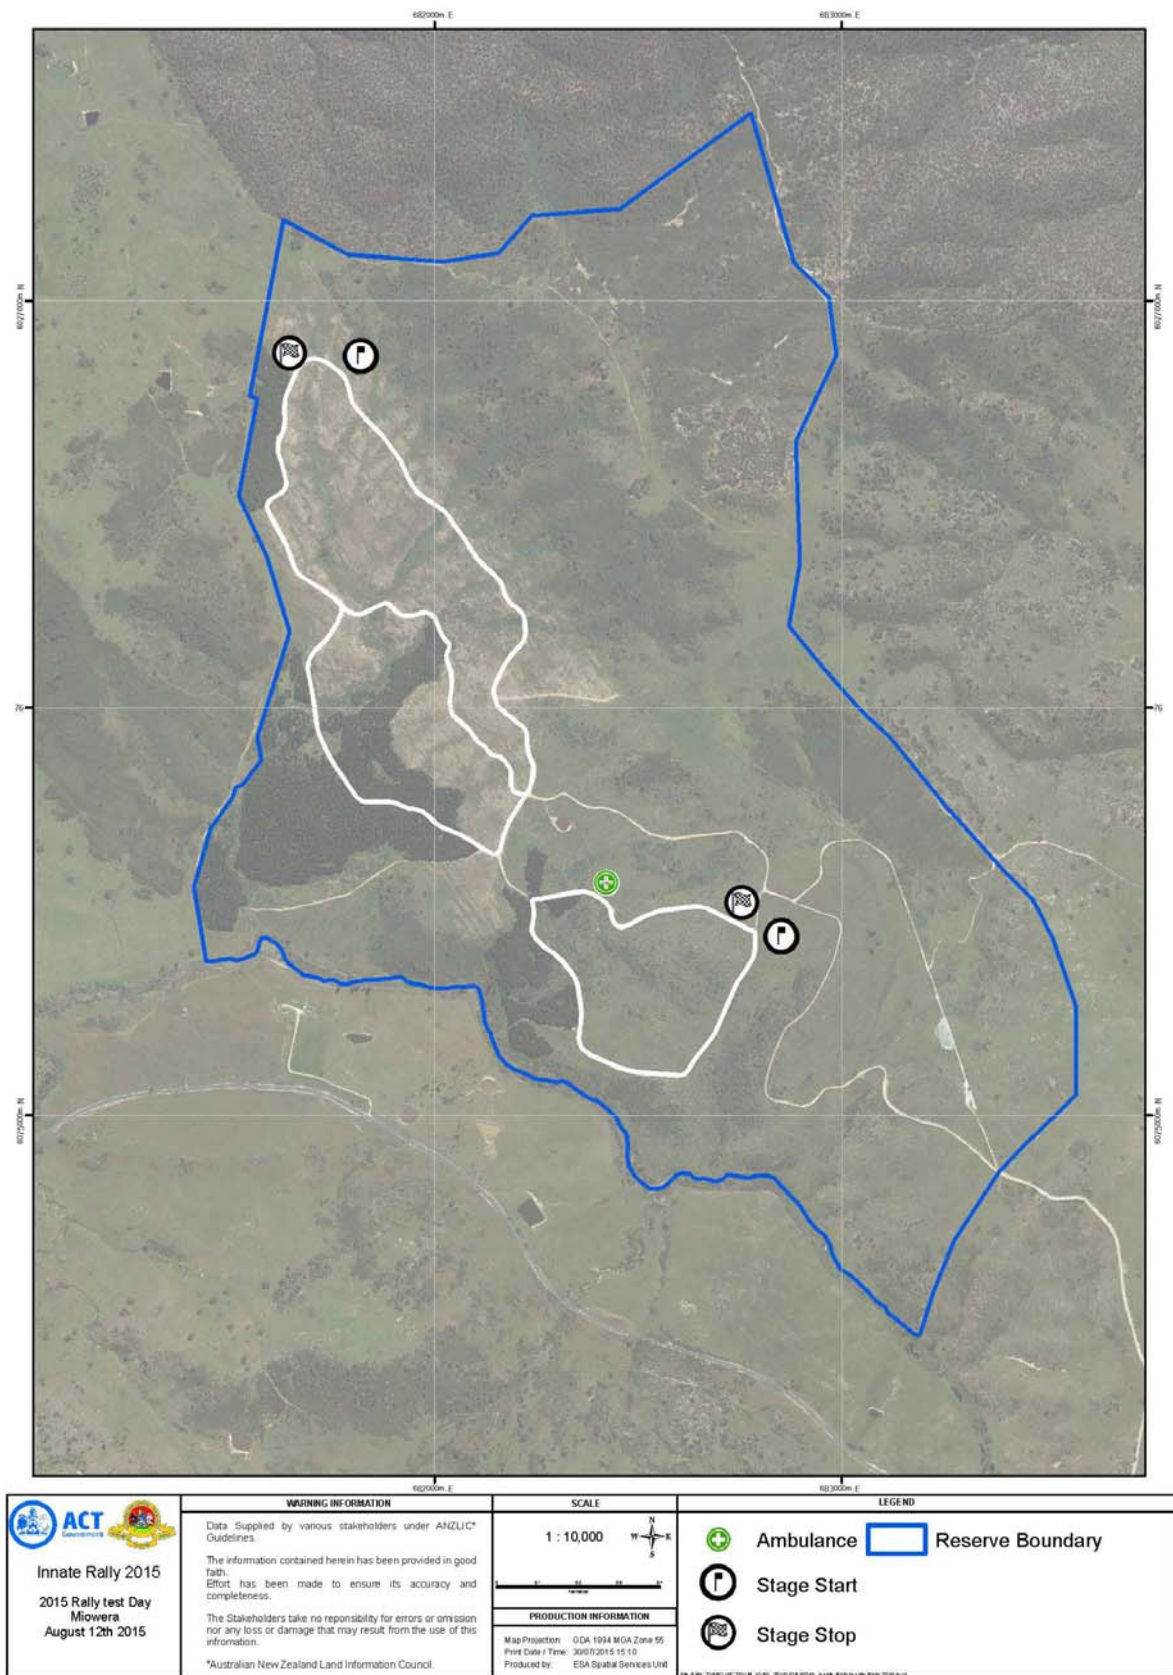 682000m.E
683000m.E
6027000m.N
6027000m.N
76
76
6025000m.N
6025000m.N
682000m.E
683000m.E
ACT
Government
Innate Rally 2015
2015 Rally test Day
Miowera
August 12th 2015
WARNING INFORMATION
Data Supplied by various stakeholders under ANZLIC*
Guidelines.
The information contained herein has been provided in good
faith.
Effort has been made to ensure its accuracy and
completeness.
The Stakeholders take no reponsibility for errors or omission
nor any loss or damage that may result from the use of this
information.
*Australian New Zealand Land Information Council.
SCALE
1 : 10,000
N
W E
S
PRODUCTION INFORMATION
Map Projection: GDA 1994 MGA Zone 55
Print Date / Time: 30/07/2015 15:10
Produced by: ESA Spatial Services Unit
LEGEND
Ambulance
Reserve Boundary
Stage Start
Stage Stop